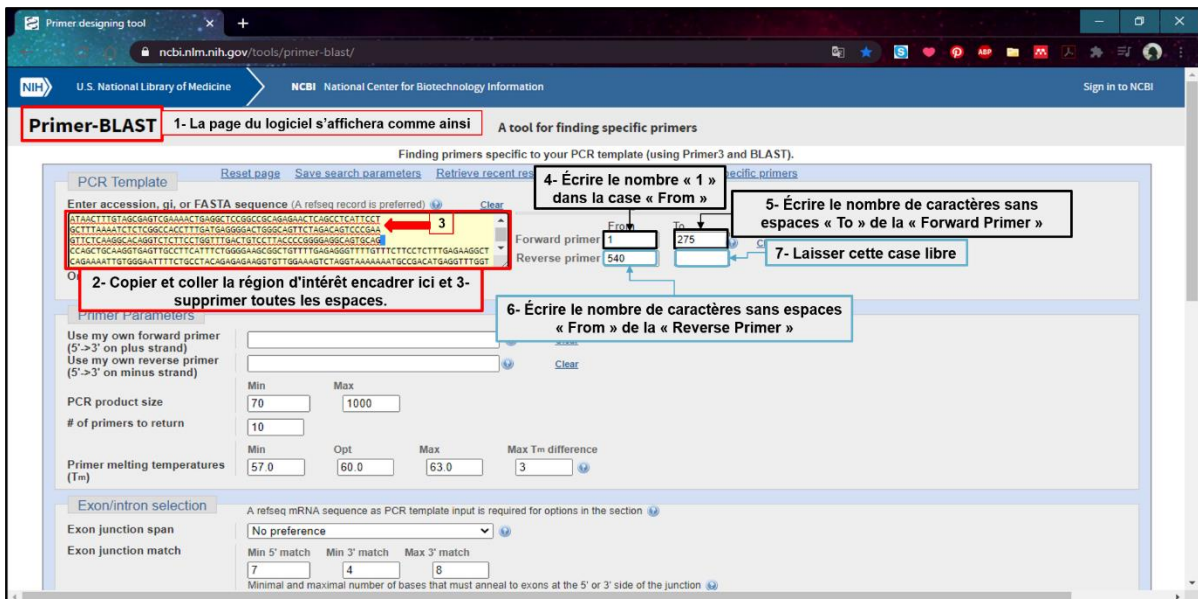 Primer designing tool
ncbi.nlm.nih.gov/tools/primer-blast/
NIH U.S. National Library of Medicine NCBI National Center for Biotechnology Information Sign in to NCBI
Primer-BLAST 1- La page du logiciel s'affichera comme ainsi A tool for finding specific primers
Finding primers specific to your PCR template (using Primer3 and BLAST).
PCR Template Reset page Save search parameters Retrieve recent ecific primers
4- Écrire le nombre « 1 »
dans la case « From »
Enter accession, gi, or FASTA sequence (A refseq record is preferred) Clear
5- Écrire le nombre de caractères sans
espaces « To » de la « Forward Primer »
ATAACTTTGTAGCGAGTCGAAAACTGAGGCTCCGGCCGCAGAGAACTCAGCCTCATTCCT
GCTTTAAAATCTCTCGGCCACCTTTGATGAGGGGACTGGGCAGTTCTAGACAGTCCCGAA
GTTCTCAAGGCACAGGTCTCTTCCTGGTTTGACTGTCCTTACCCCGGGGAGGCAGTGCAG
CCAGCTGCAAGGTGAGTTGCCTTCATTTCTGGGAAGCGGCTGTTTTGAGAGGGTTTTGTTTCTTCCTCTTTGAGAAGGCT
CAGAAAATTGTGGGAATTTTCTGCCTACAGAGAGAAGGTGTTGGAAAGTCTAGGTAAAAAAATGCCGACATGAGGTTTGGT
3
From To
Forward primer 1 275
Reverse primer 540
7- Laisser cette case libre
2- Copier et coller la région d'intérêt encadrer ici et 3-
supprimer toutes les espaces.
6- Écrire le nombre de caractères sans espaces
« From » de la « Reverse Primer »
Primer Parameters
Use my own forward primer
(5'->3' on plus strand)
Clear
Use my own reverse primer
(5'->3' on minus strand)
Clear
Min Max
PCR product size 70 1000
# of primers to return 10
Min Opt Max Max Tm difference
Primer melting temperatures 57.0 60.0 63.0 3
(Tm)
Exon/intron selection A refseq mRNA sequence as PCR template input is required for options in the section
Exon junction span No preference
Exon junction match Min 5' match Min 3' match Max 3' match
7 4 8
Minimal and maximal number of bases that must anneal to exons at the 5' or 3' side of the junction